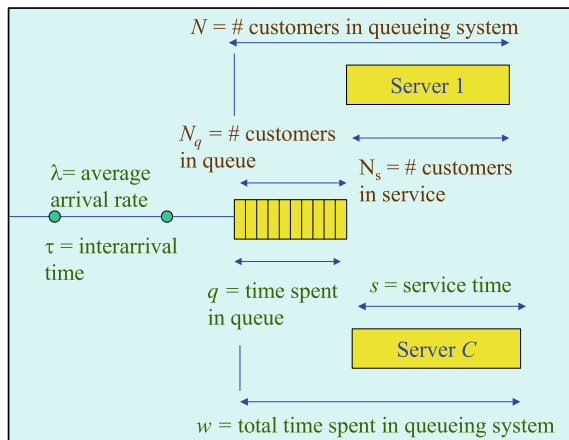 N = # customers in queueing system
Server 1
Nq = # customers
in queue
Ns = # customers
in service
λ= average
arrival rate
τ = interarrival
time
q = time spent
in queue
s = service time
Server C
w = total time spent in queueing system